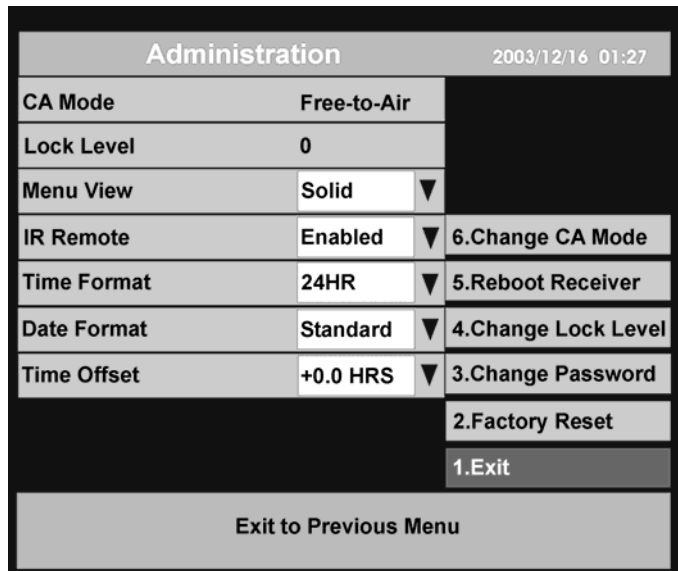 Administration 2003/12/16 01:27
CA Mode Free-to-Air
Lock Level 0
Menu View Solid
IR Remote Enabled 6.Change CA Mode
Time Format 24HR 5.Reboot Receiver
Date Format Standard 4.Change Lock Level
Time Offset +0.0 HRS 3.Change Password
2.Factory Reset
1.Exit
Exit to Previous Menu